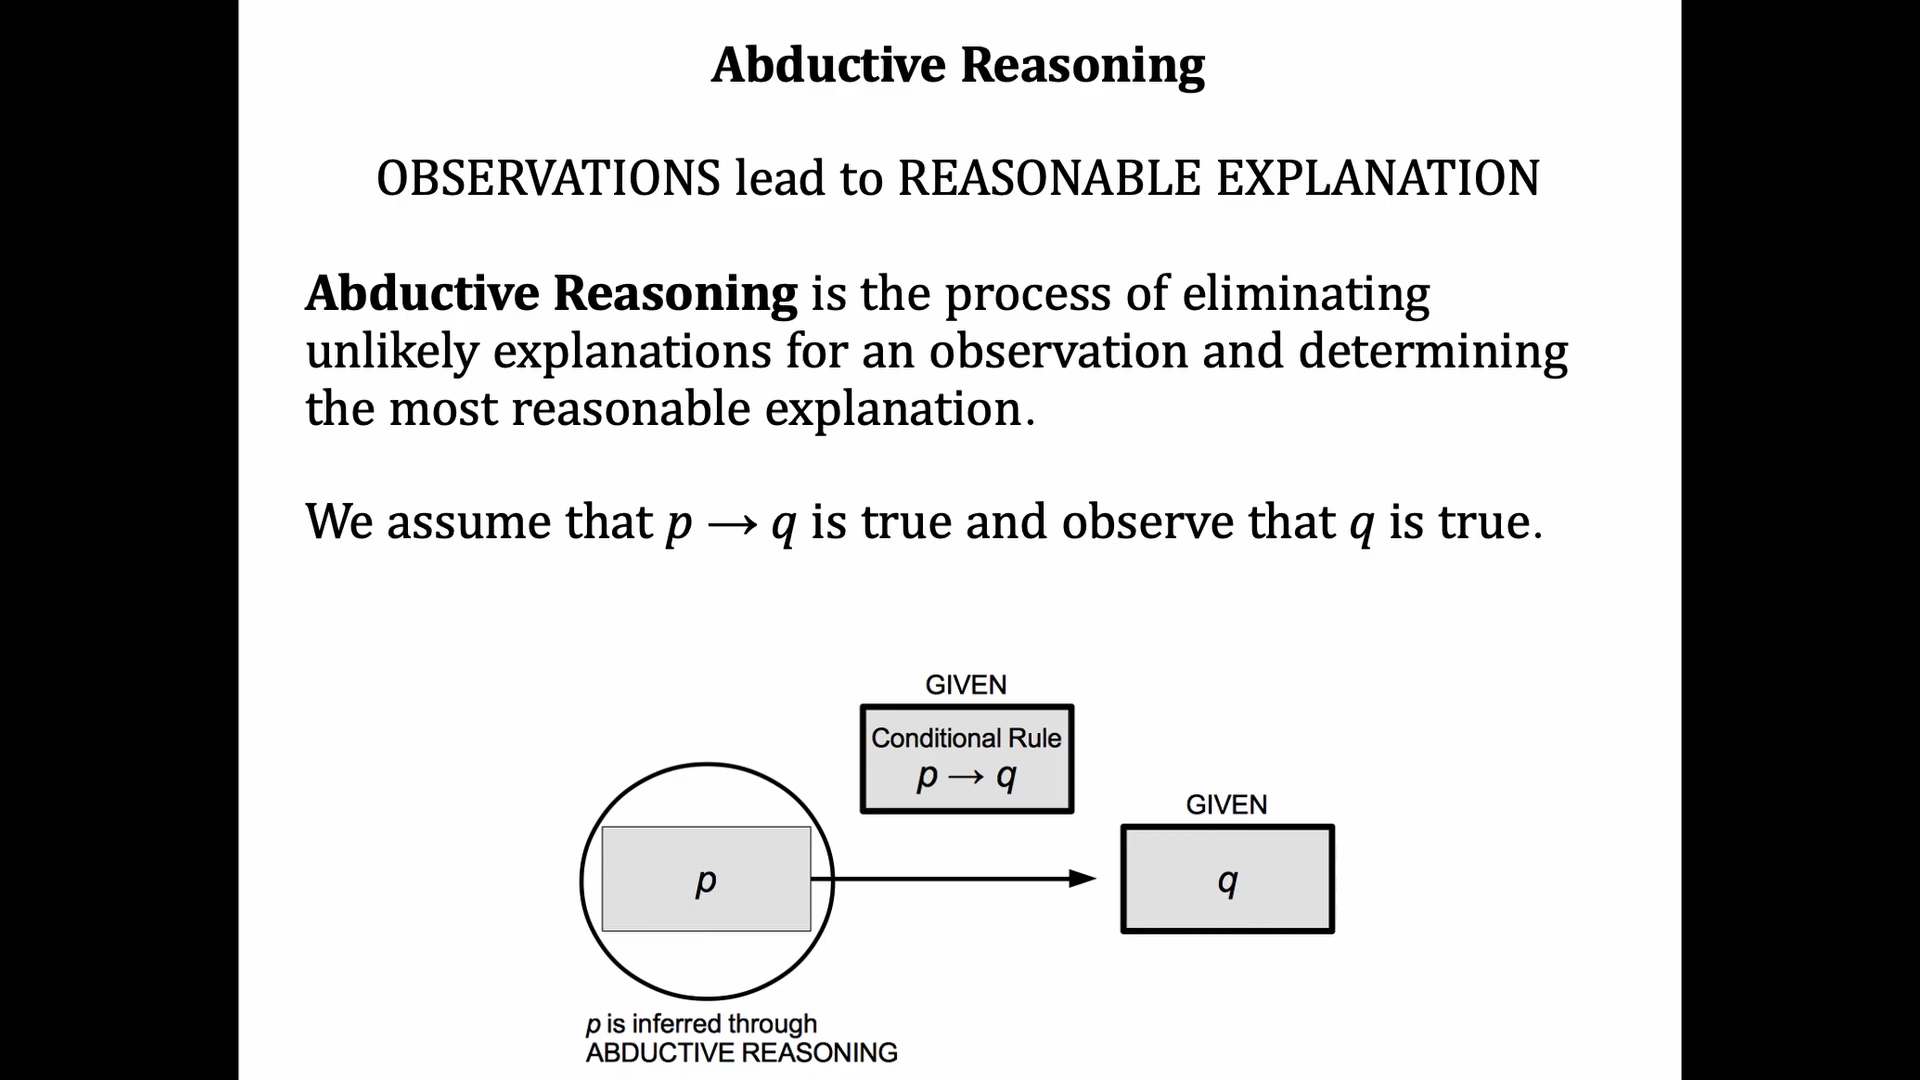 Abductive Reasoning
OBSERVATIONS lead to REASONABLE EXPLANATION
Abductive Reasoning is the process of eliminating
unlikely explanations for an observation and determining
the most reasonable explanation.
We assume that p → q is true and observe that q is true.
GIVEN
Conditional Rule
p → q
GIVEN
p
q
p is inferred through
ABDUCTIVE REASONING